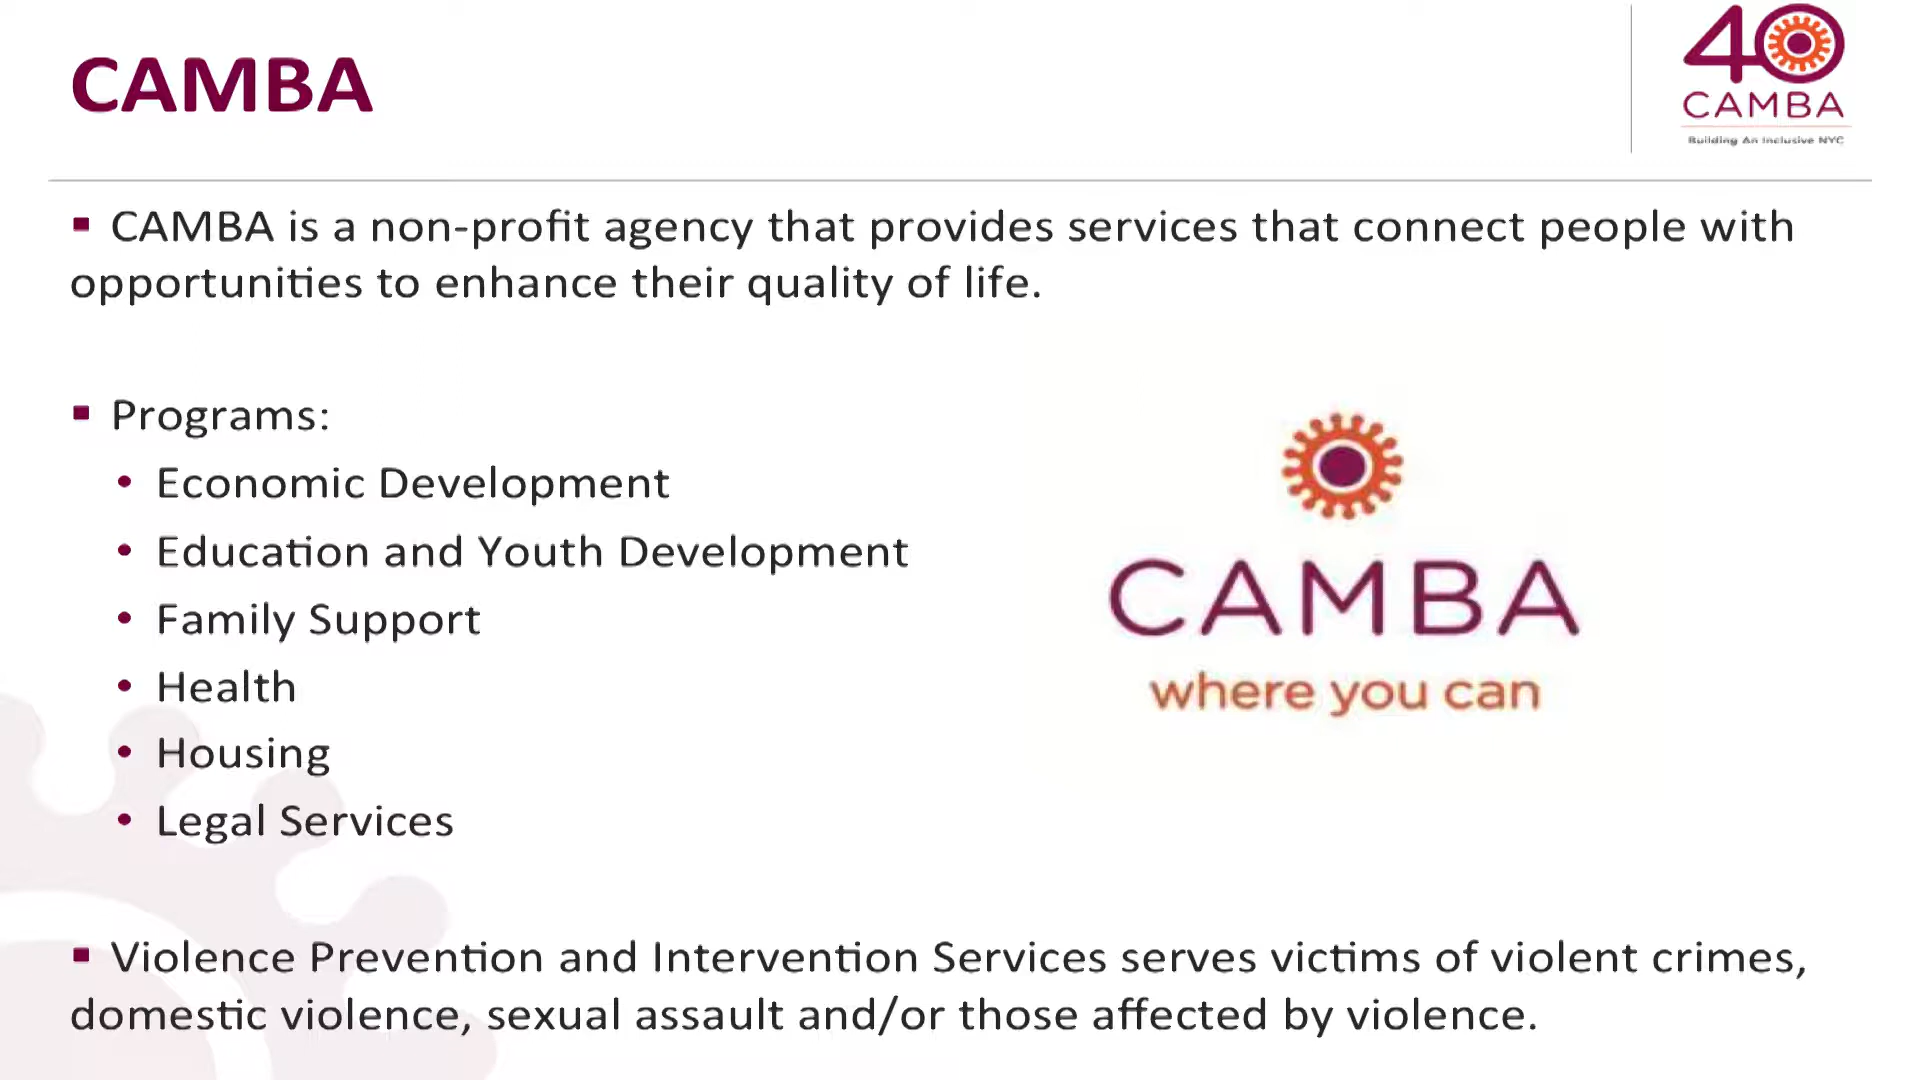 CAMBA
40
CAMBA
Building An Inclusive NYC
▪ CAMBA is a non-profit agency that provides services that connect people with
opportunities to enhance their quality of life.
▪ Programs:
• Economic Development
• Education and Youth Development
• Family Support
• Health
• Housing
• Legal Services
CAMBA
where you can
▪ Violence Prevention and Intervention Services serves victims of violent crimes,
domestic violence, sexual assault and/or those affected by violence.